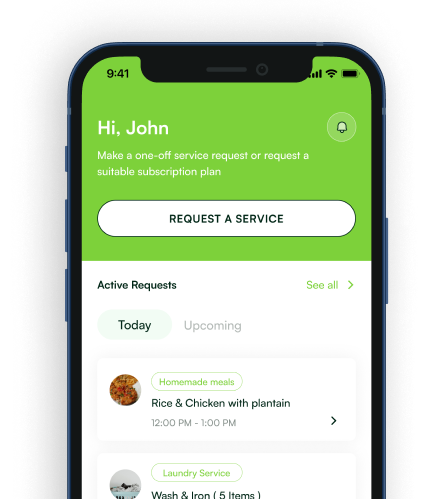 9:41
Hi, John
Make a one-off service request or request a
suitable subscription plan
REQUEST A SERVICE
Active Requests
See all
Today
Upcoming
Homemade meals
Rice & Chicken with plantain
12:00 PM - 1:00 PM
Laundry Service
Wash & Iron ( 5 Items )